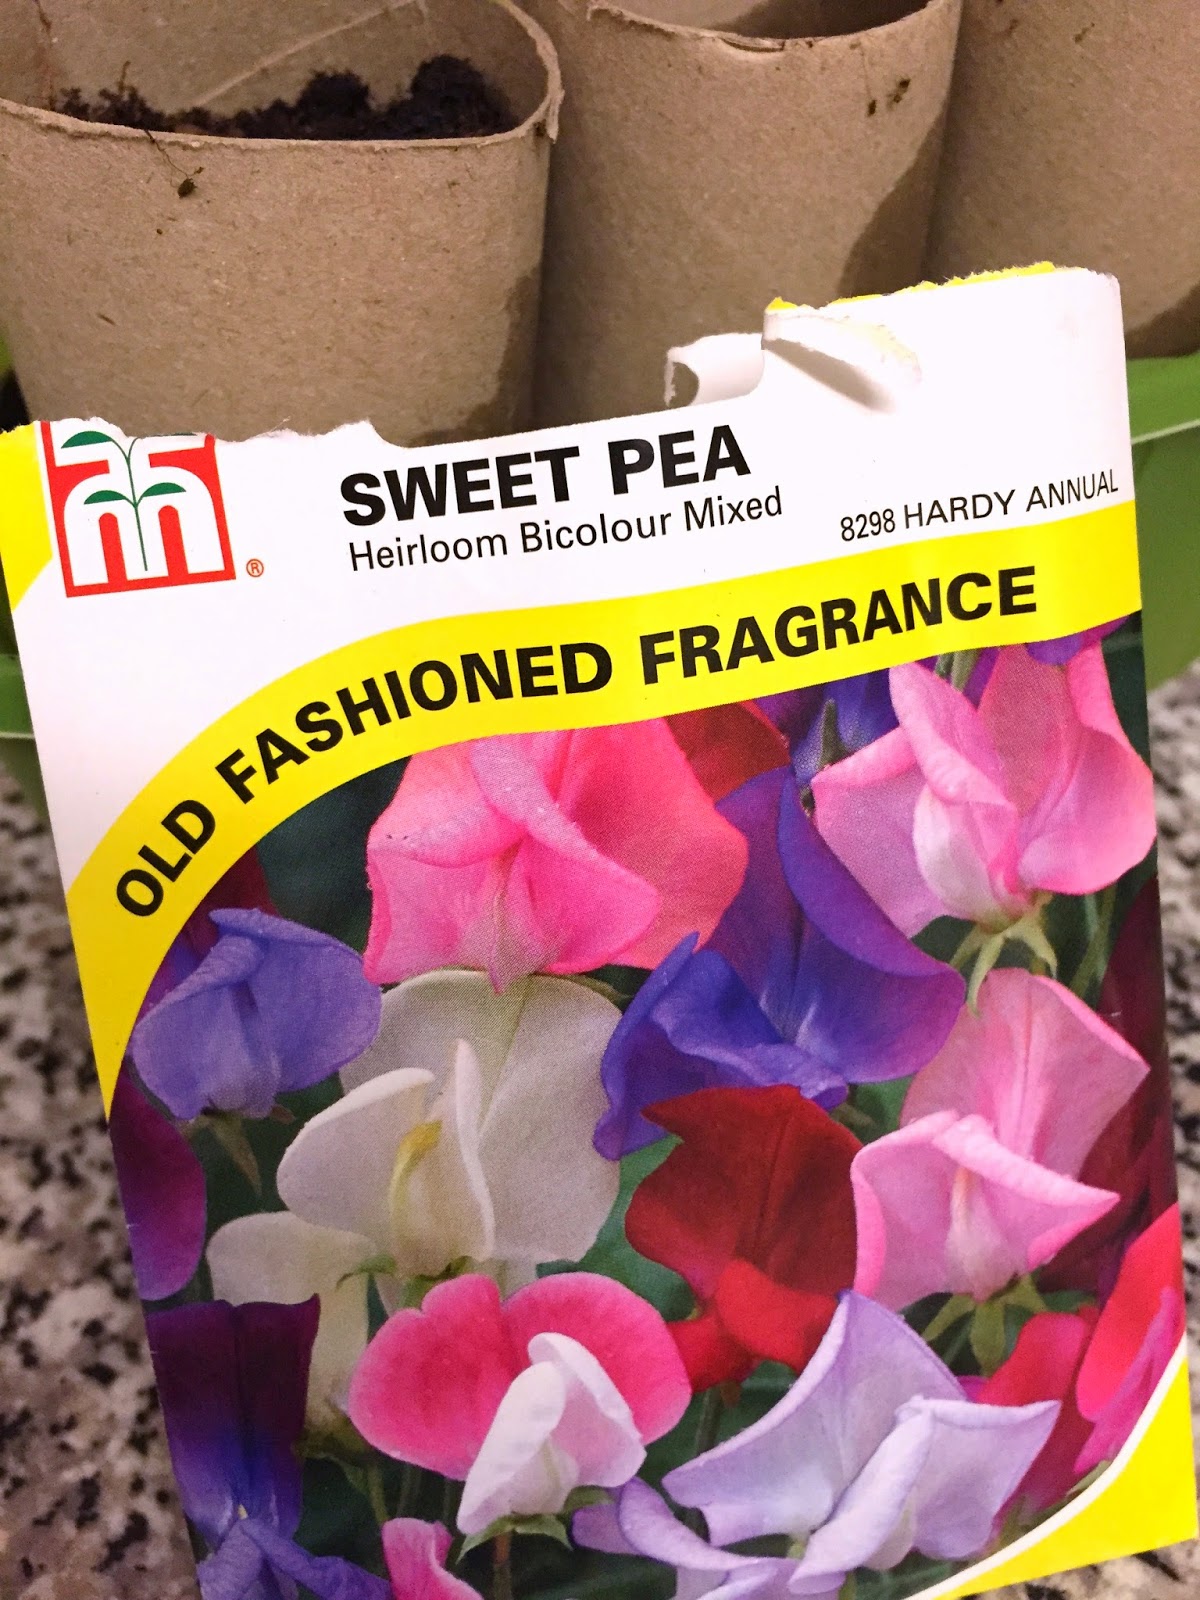 SWEET PEA
Heirloom Bicolour Mixed
8298 HARDY ANNUAL
OLD FASHIONED FRAGRANCE
®